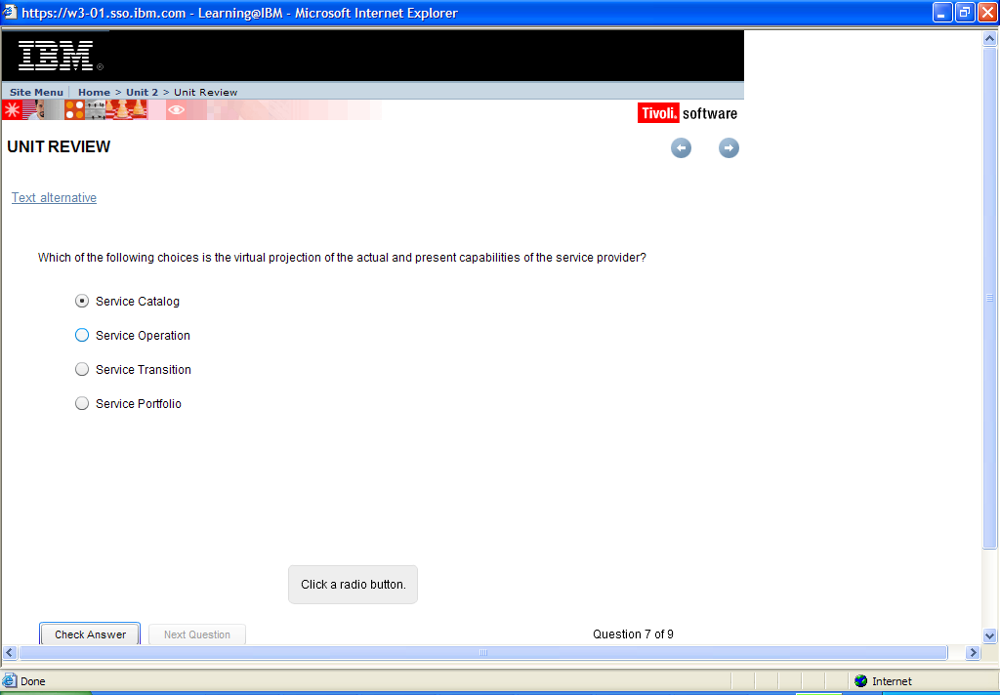 https://w3-01.sso.ibm.com - Learning@IBM - Microsoft Internet Explorer
IBM®
Site Menu Home > Unit 2 > Unit Review
Tivoli. software
UNIT REVIEW
Text alternative
Which of the following choices is the virtual projection of the actual and present capabilities of the service provider?
Service Catalog
Service Operation
Service Transition
Service Portfolio
Click a radio button.
Check Answer Next Question Question 7 of 9
Done Internet